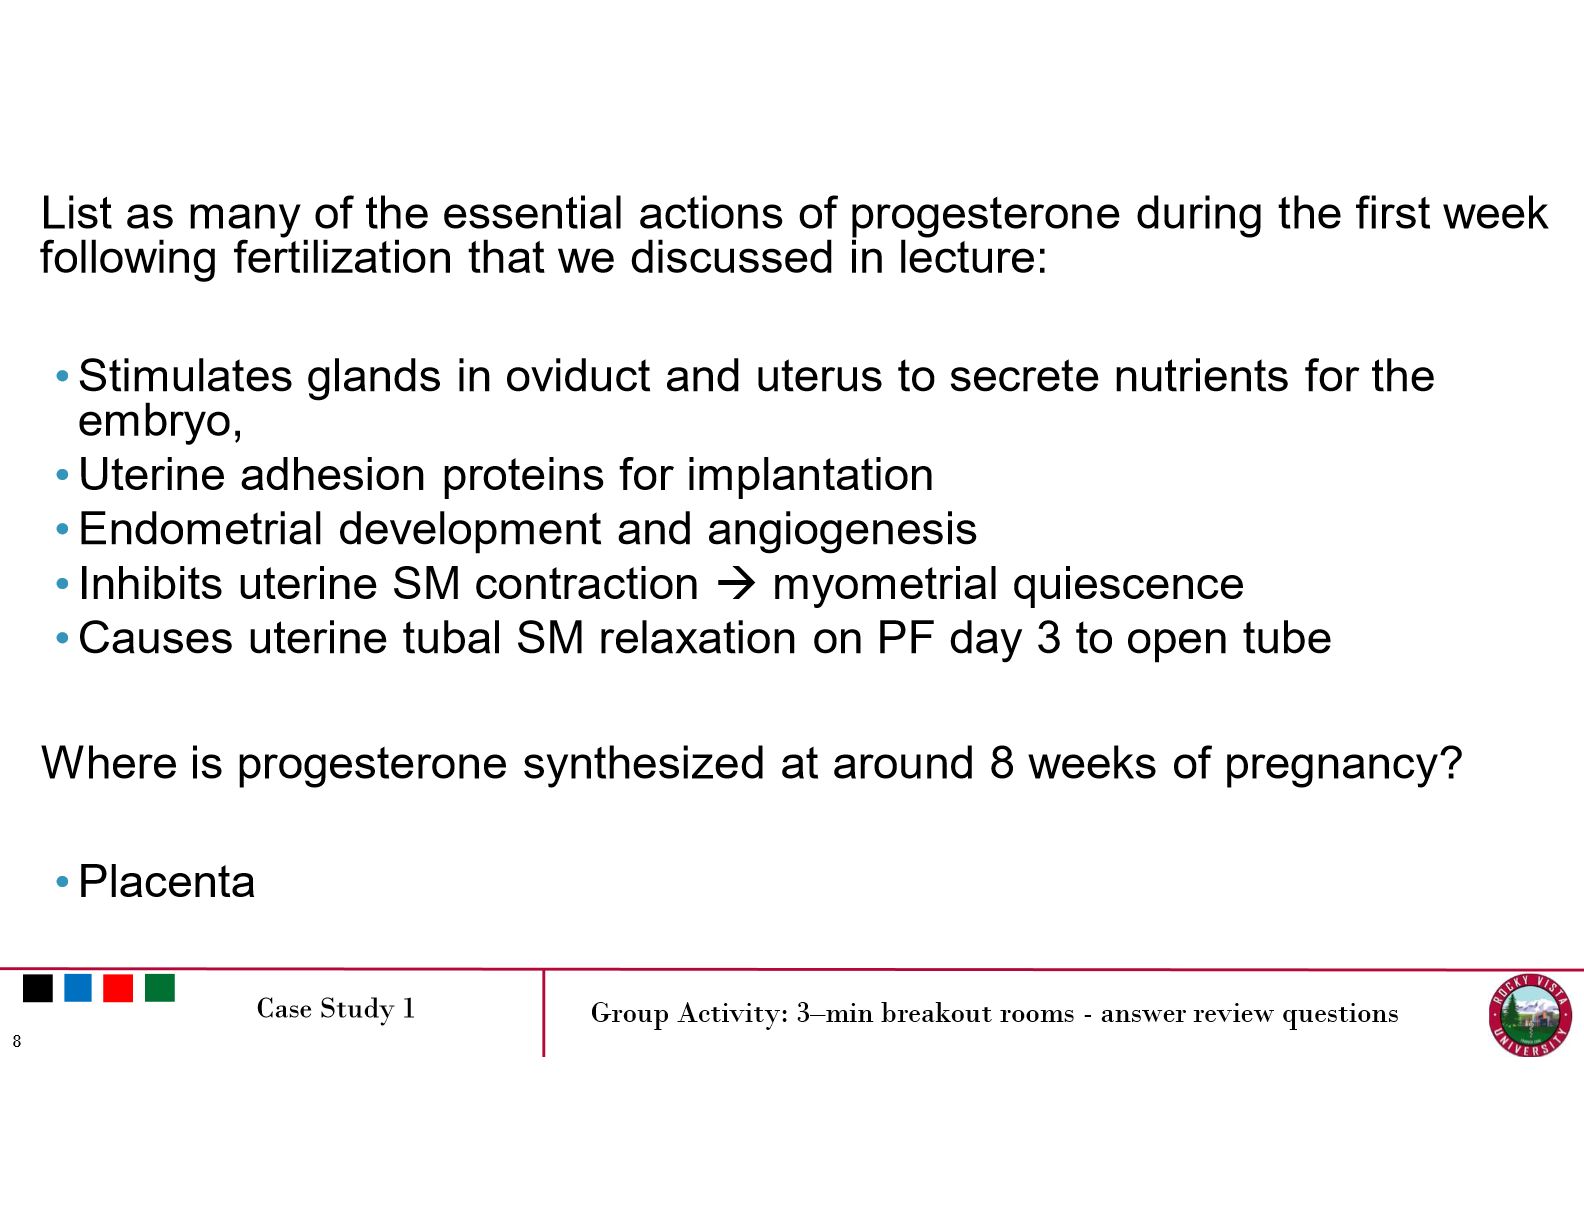 List as many of the essential actions of progesterone during the first week
following fertilization that we discussed in lecture:
• Stimulates glands in oviduct and uterus to secrete nutrients for the
embryo,
• Uterine adhesion proteins for implantation
• Endometrial development and angiogenesis
• Inhibits uterine SM contraction → myometrial quiescence
• Causes uterine tubal SM relaxation on PF day 3 to open tube
Where is progesterone synthesized at around 8 weeks of pregnancy?
• Placenta
Case Study 1
Group Activity: 3–min breakout rooms - answer review questions
8
ROCKY VISTA
UNIVERSITY